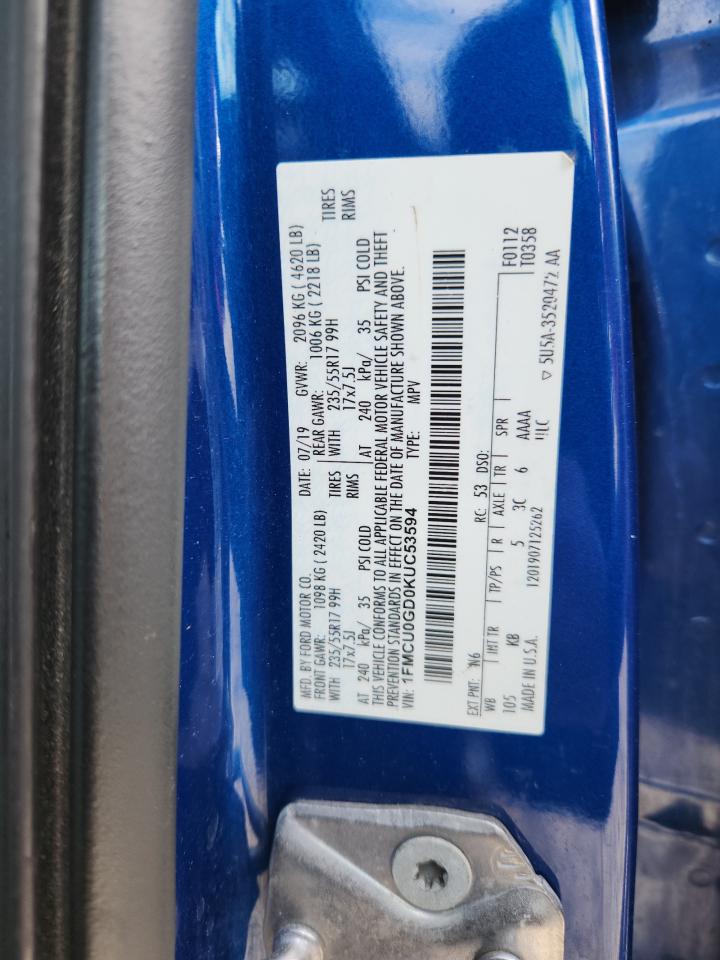 MFD. BY FORD MOTOR CO. DATE: 07/19 GVWR: 2096 KG ( 4620 LB)
FRONT GAWR: 1098 KG ( 2420 LB) REAR GAWR: 1006 KG ( 2218 LB)
WITH 235/55R17 99H TIRES WITH 235/55R17 99H TIRES
17x7.5J RIMS 17x7.5J RIMS
AT 240 kPa/ 35 PSI COLD AT 240 kPa/ 35 PSI COLD
THIS VEHICLE CONFORMS TO ALL APPLICABLE FEDERAL MOTOR VEHICLE SAFETY AND THEFT
PREVENTION STANDARDS IN EFFECT ON THE DATE OF MANUFACTURE SHOWN ABOVE.
VIN: 1FMCU0GD0KUC53594 TYPE: MPV
EXT PNT: N6 RC: 53 DSO: F0112
WB INT TR TP/PS R AXLE TR SPR T0358
105 KB 5 3C 6 AAAA
MADE IN U.S.A. 1201907125262 5U5A-3520472 AA